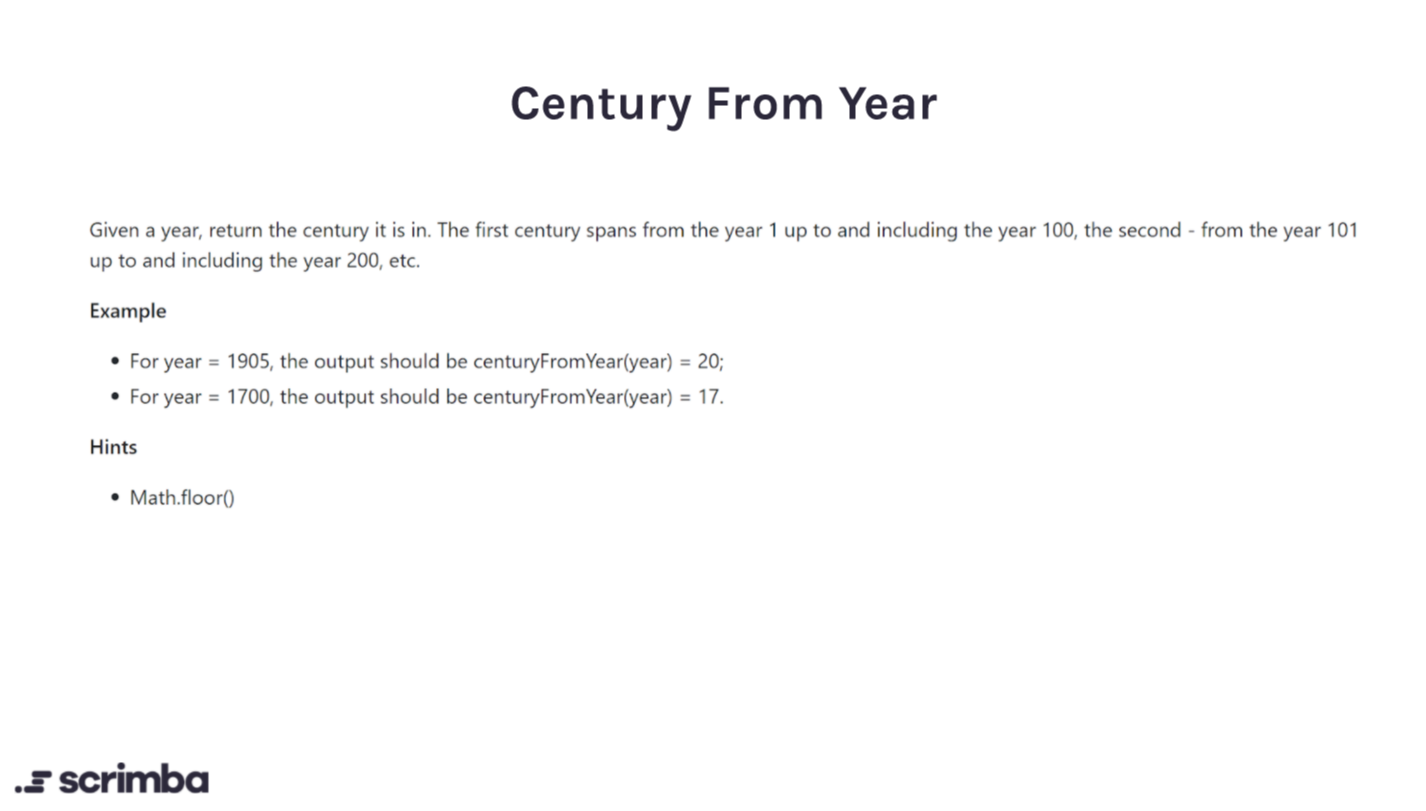 Century From Year
Given a year, return the century it is in. The first century spans from the year 1 up to and including the year 100, the second - from the year 101
up to and including the year 200, etc.
Example
• For year = 1905, the output should be centuryFromYear(year) = 20;
• For year = 1700, the output should be centuryFromYear(year) = 17.
Hints
• Math.floor()
scrimba